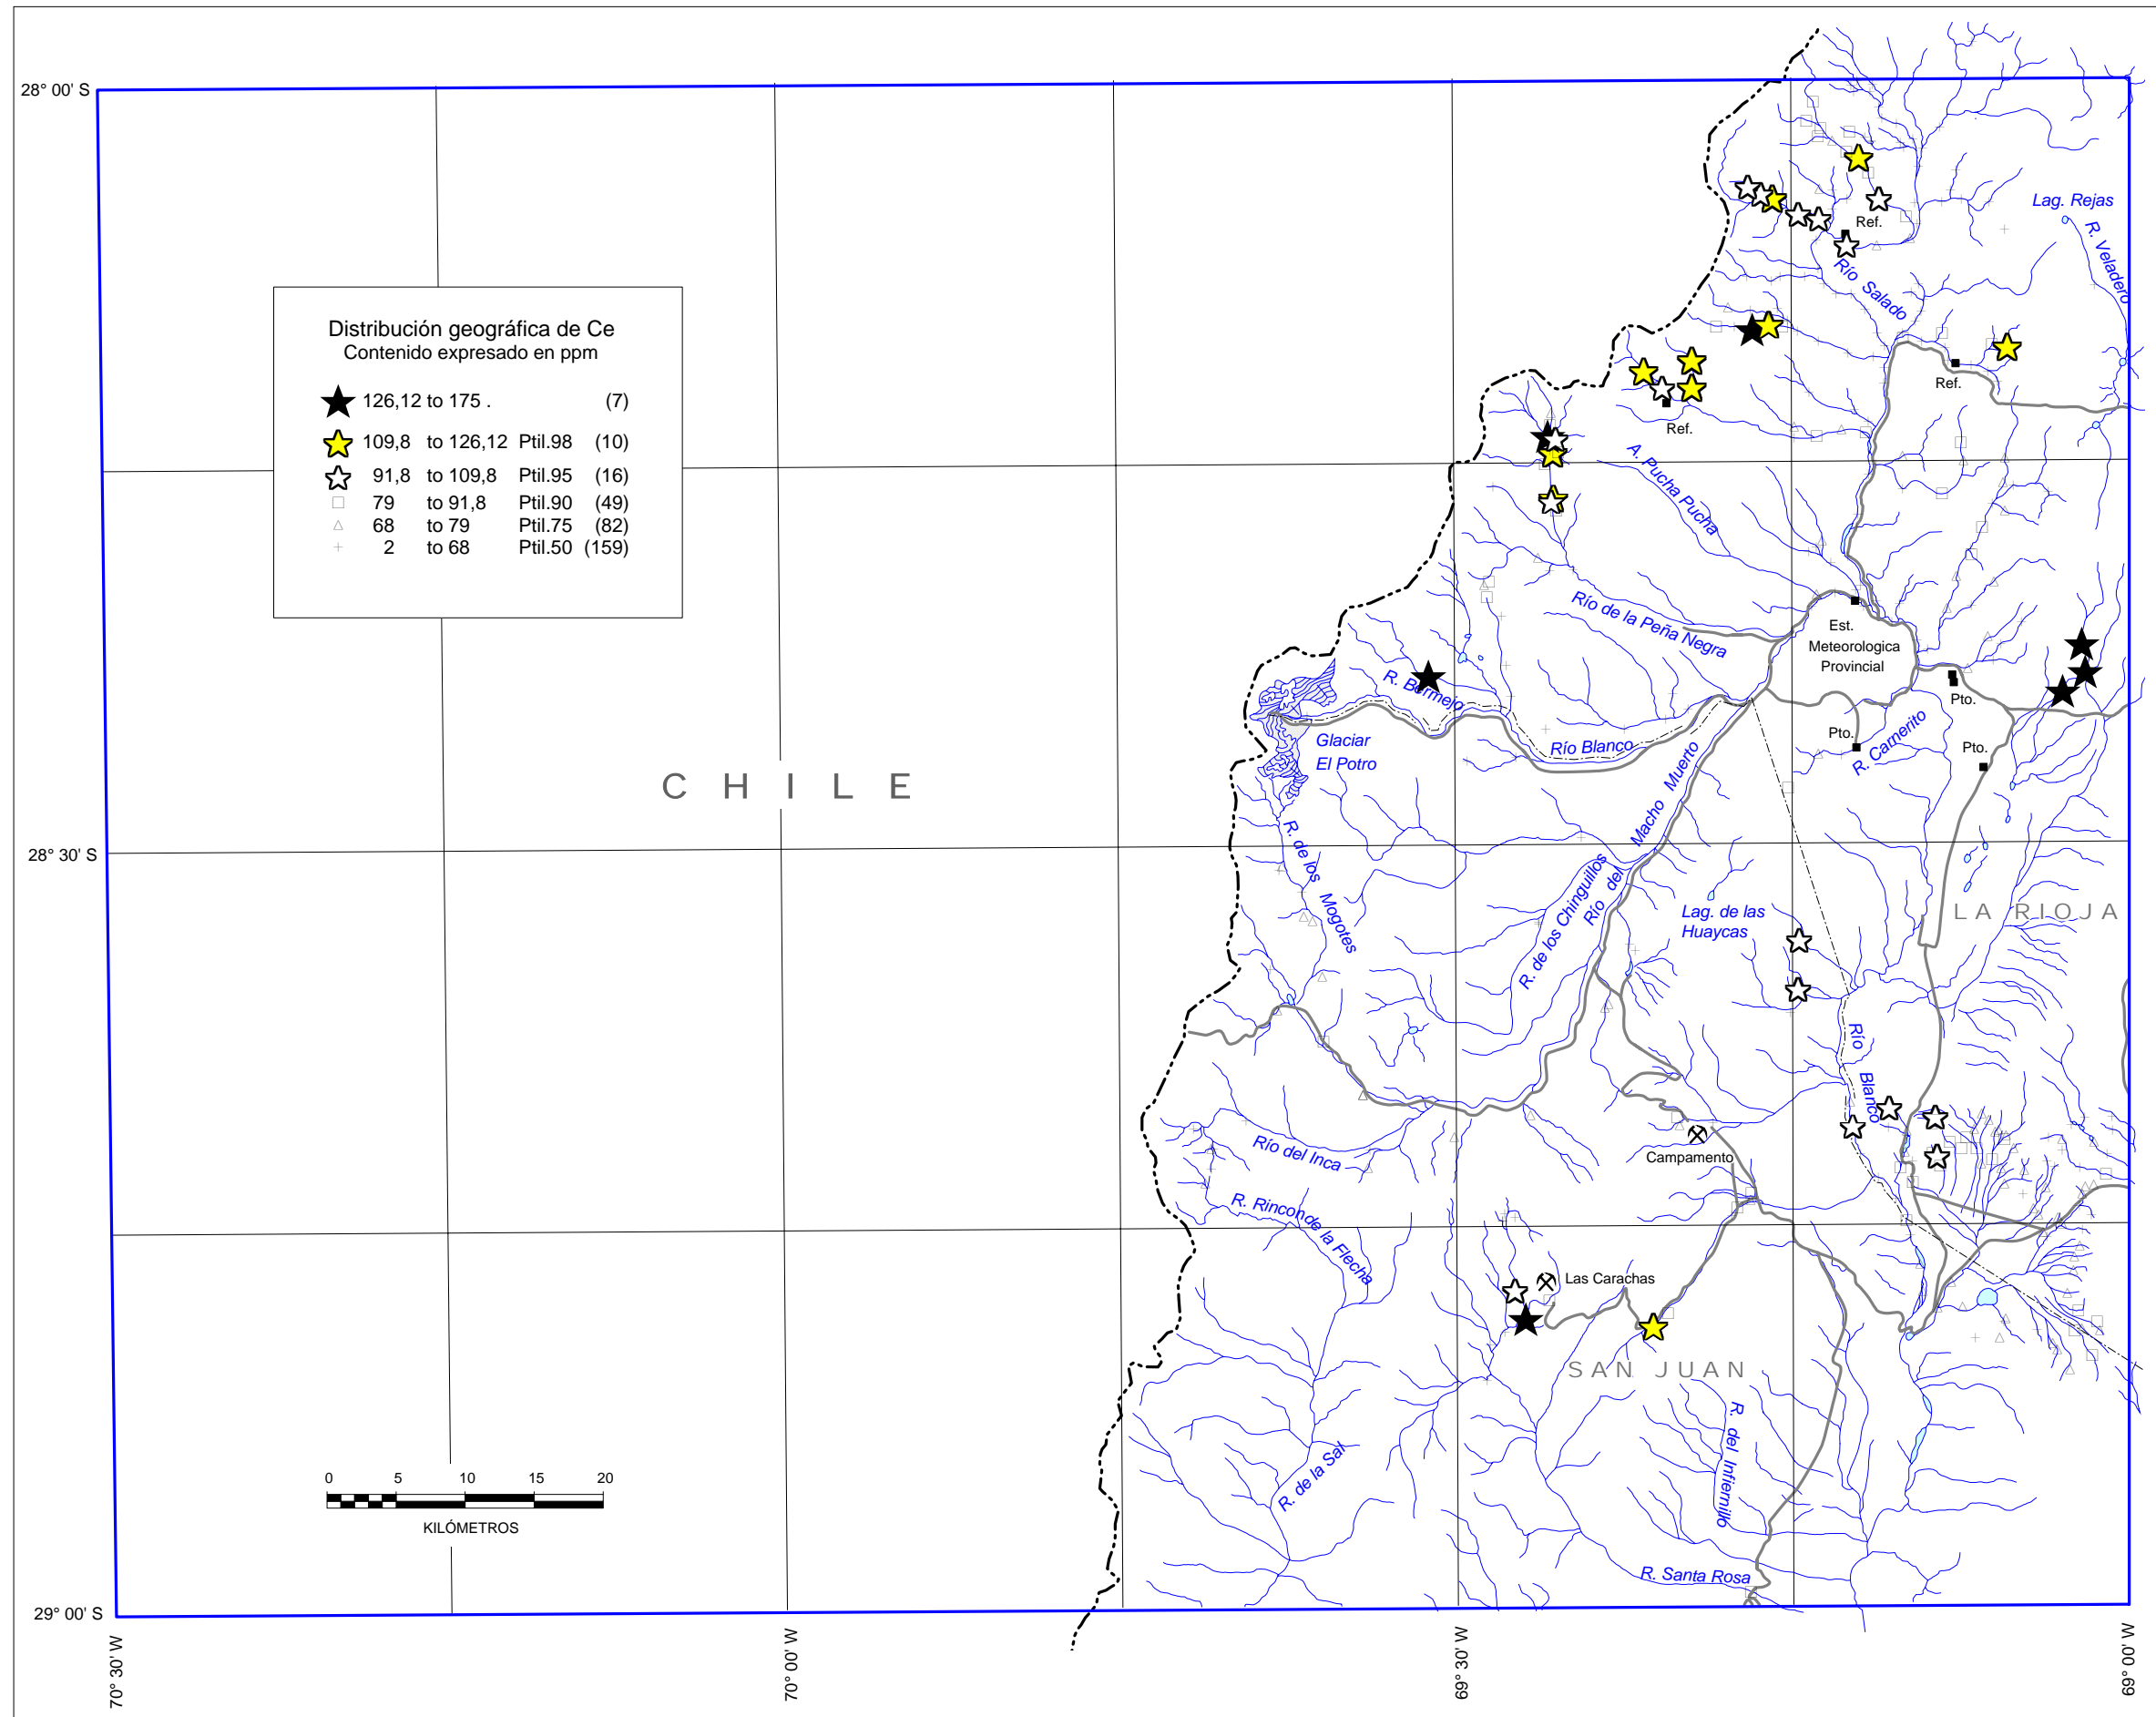 28° 00' S
Lag. Rejas
R. Veladero
Ref.
Río Salado
Distribución geográfica de Ce
Contenido expresado en ppm
126,12 to 175 . (7)
109,8 to 126,12 Ptil.98 (10)
91,8 to 109,8 Ptil.95 (16)
79 to 91,8 Ptil.90 (49)
68 to 79 Ptil.75 (82)
2 to 68 Ptil.50 (159)
Ref.
Ref.
A. Pucha Pucha
Río de la Peña Negra
Est.
Meteorologica
Provincial
R. Bermejo
Pto.
Glaciar
El Potro
Río Blanco
Pto.
R. Carnerito
Pto.
CHILE
Río del Macho Muerto
28° 30' S
R. de los Mogotes
R. de los Chinguillos
Lag. de las
Huaycas
LA RIOJA
Río Blanco
Río del Inca
Campamento
R. Rincon de la Flecha
Las Carachas
SAN JUAN
R. del Infiernillo
R. de la Sal
0 5 10 15 20
KILÓMETROS
R. Santa Rosa
29° 00' S
70° 30' W
70° 00' W
69° 30' W
69° 00' W